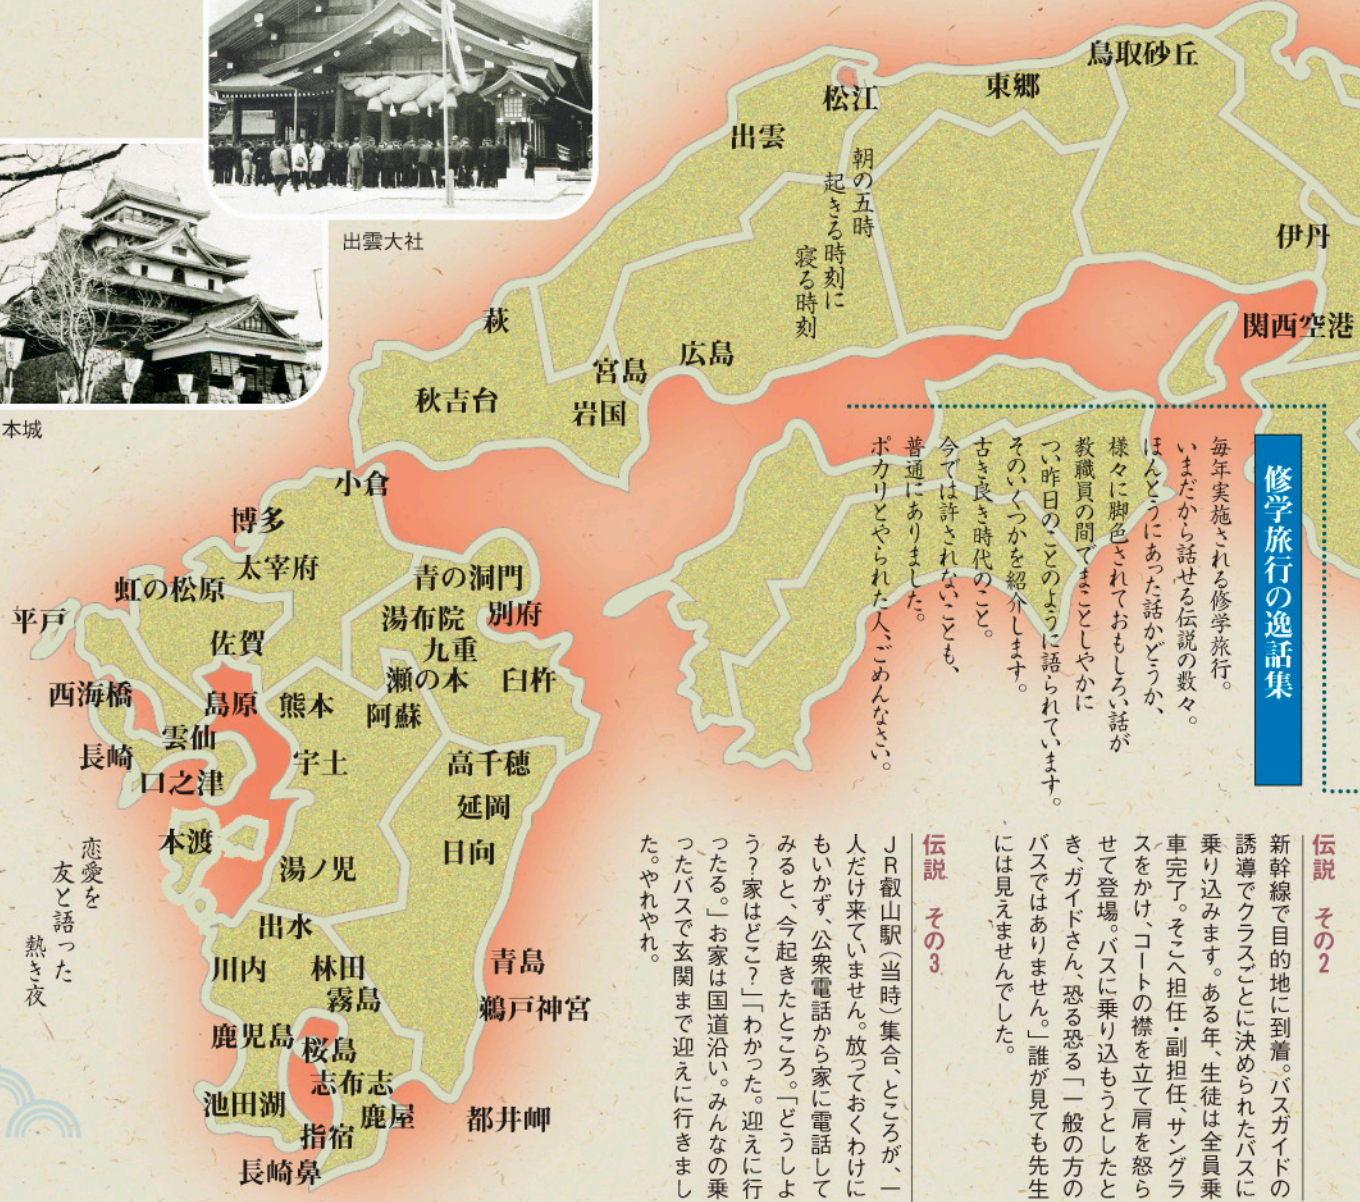 鳥取砂丘
東郷
松江
出雲
伊丹
関西空港
出雲大社
本城
朝の五時
起きる時刻に
寝る時刻
萩
秋吉台
宮島
広島
岩国
小倉
博多
太宰府
虹の松原
平戸
佐賀
青の洞門
湯布院
別府
九重
瀬の本
臼杵
西海橋
島原
熊本
阿蘇
雲仙
長崎
宇土
口之津
高千穂
延岡
日向
本渡
湯ノ児
出水
川内
林田
霧島
青島
鵜戸神宮
鹿児島
桜島
志布志
池田湖
鹿屋
指宿
都井岬
長崎鼻
恋愛を
友と語った
熱き夜
修学旅行の逸話集
毎年実施される修学旅行。
いまだから話せる伝説の数々。
ほんとうにあった話かどうか、
様々に脚色されておもしろい話が
教職員の間でまことしやかに
つい昨日のことのように語られています。
そのいくつかを紹介します。
古き良き時代のこと。
今では許されないことも、
普通にありました。
ポカリとやられた人、ごめんなさい。
伝説 その2
新幹線で目的地に到着。バスガイドの
誘導でクラスごとに決められたバスに
乗り込みます。ある年、生徒は全員乗
車完了。そこへ担任・副担任、サングラ
スをかけ、コートの襟を立て肩を怒ら
せて登場。バスに乗り込もうとしたと
き、ガイドさん、恐る恐る「一般の方の
バスではありません。」誰が見ても先生
には見えませんでした。
伝説 その3
JR叡山駅（当時）集合、ところが、一
人だけ来ていません。放っておくわけに
もいかず、公衆電話から家に電話して
みると、今起きたところ。「どうしよ
う？家はどこ？」「わかった。迎えに行
ったる。」お家は国道沿い。みんなの乗
ったバスで玄関まで迎えに行きまし
た。やれやれ。